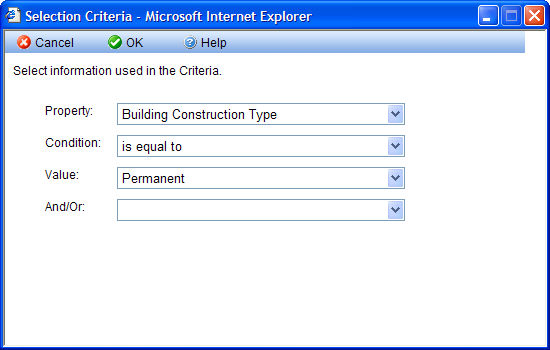 Selection Criteria - Microsoft Internet Explorer
Cancel OK Help
Select information used in the Criteria.
Property: Building Construction Type
Condition: is equal to
Value: Permanent
And/Or: